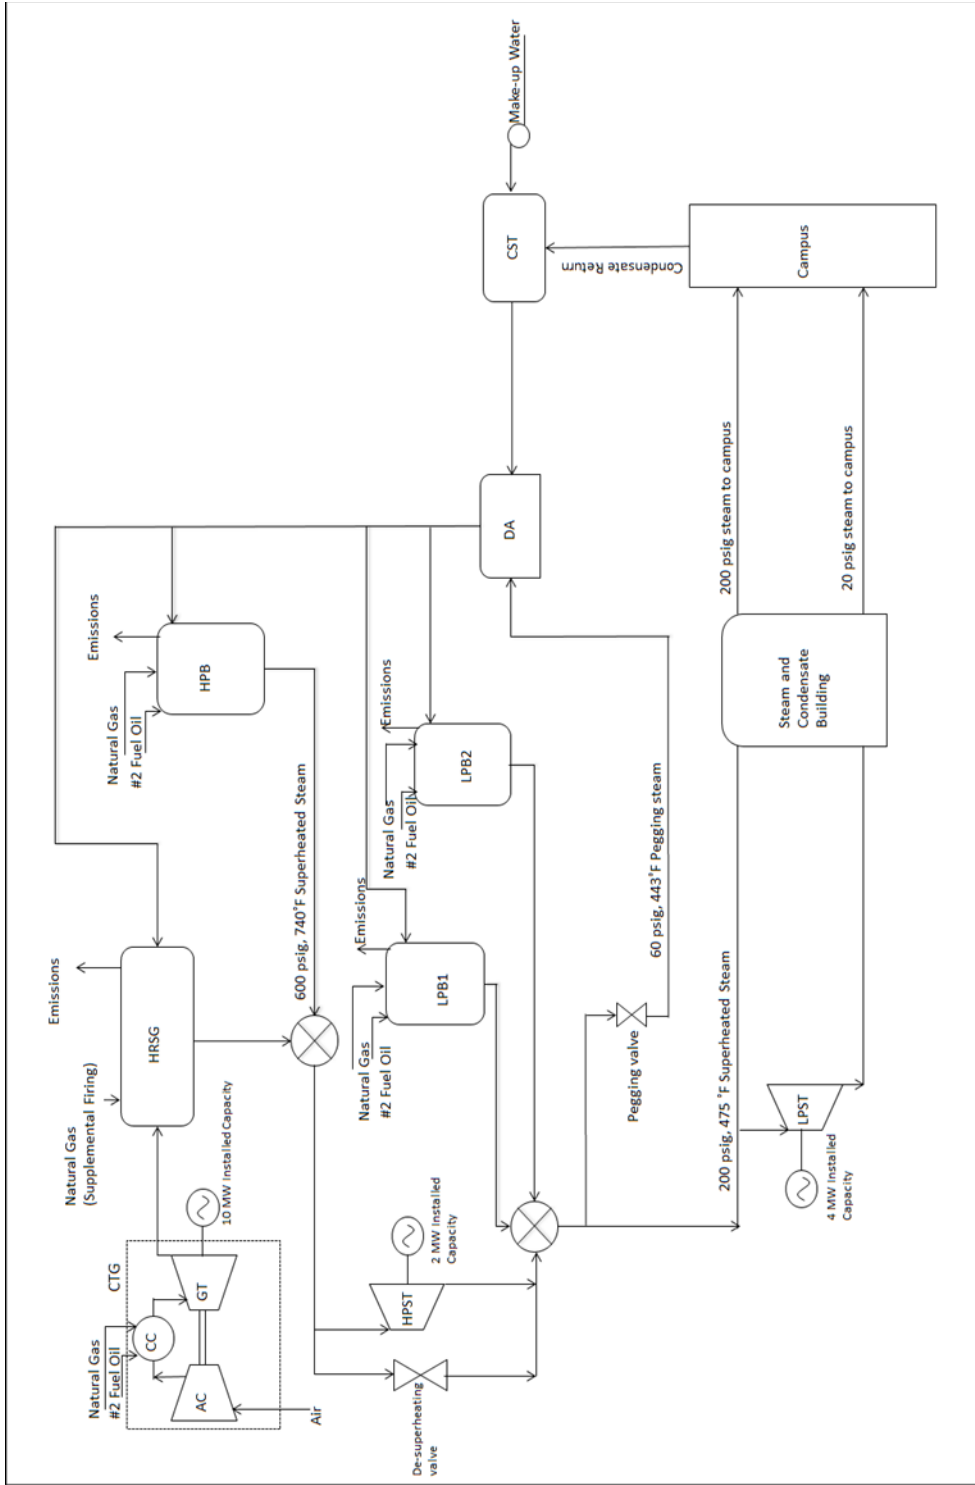 Natural Gas
#2 Fuel Oil
CTG
CC
AC
GT
Air
10 MW Installed Capacity
Natural Gas
(Supplemental Firing)
Emissions
HRSG
Natural Gas
#2 Fuel Oil
Emissions
HPB
600 psig, 740°F Superheated Steam
De-superheating
valve
HPST
2 MW Installed
Capacity
Natural Gas
#2 Fuel Oil
Emissions
LPB1
Natural Gas
#2 Fuel Oil
Emissions
LPB2
DA
CST
Make-up Water
Condensate Return
Pegging valve
60 psig, 443°F Pegging steam
200 psig, 475 °F Superheated Steam
LPST
4 MW Installed
Capacity
Steam and
Condensate
Building
200 psig steam to campus
20 psig steam to campus
Campus